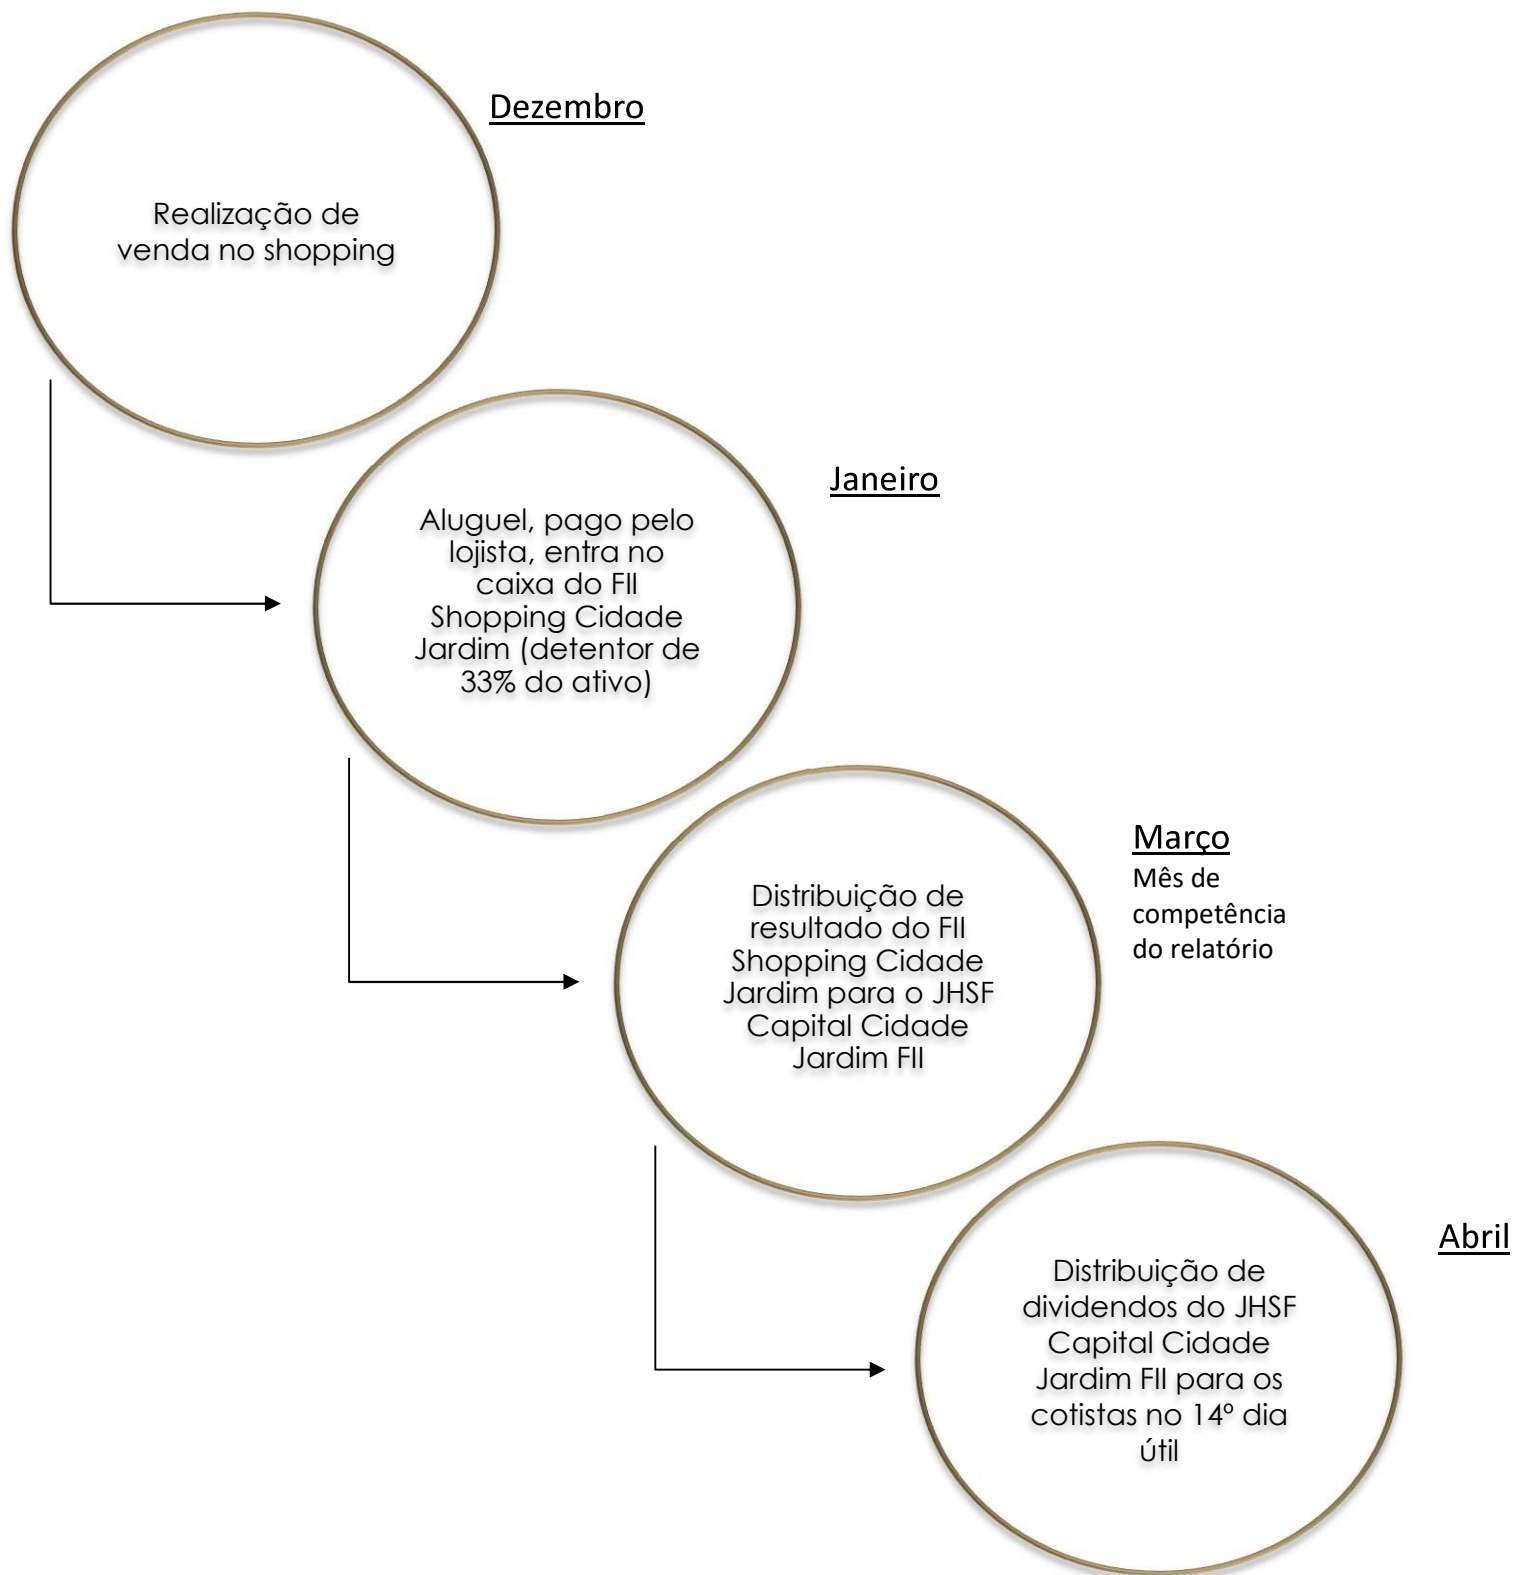 Dezembro
Realização de
venda no shopping
Janeiro
Aluguel, pago pelo
lojista, entra no
caixa do FII
Shopping Cidade
Jardim (detentor de
33% do ativo)
Março
Mês de
competência
do relatório
Distribuição de
resultado do FII
Shopping Cidade
Jardim para o JHSF
Capital Cidade
Jardim FII
Abril
Distribuição de
dividendos do JHSF
Capital Cidade
Jardim FII para os
cotistas no 14º dia
útil